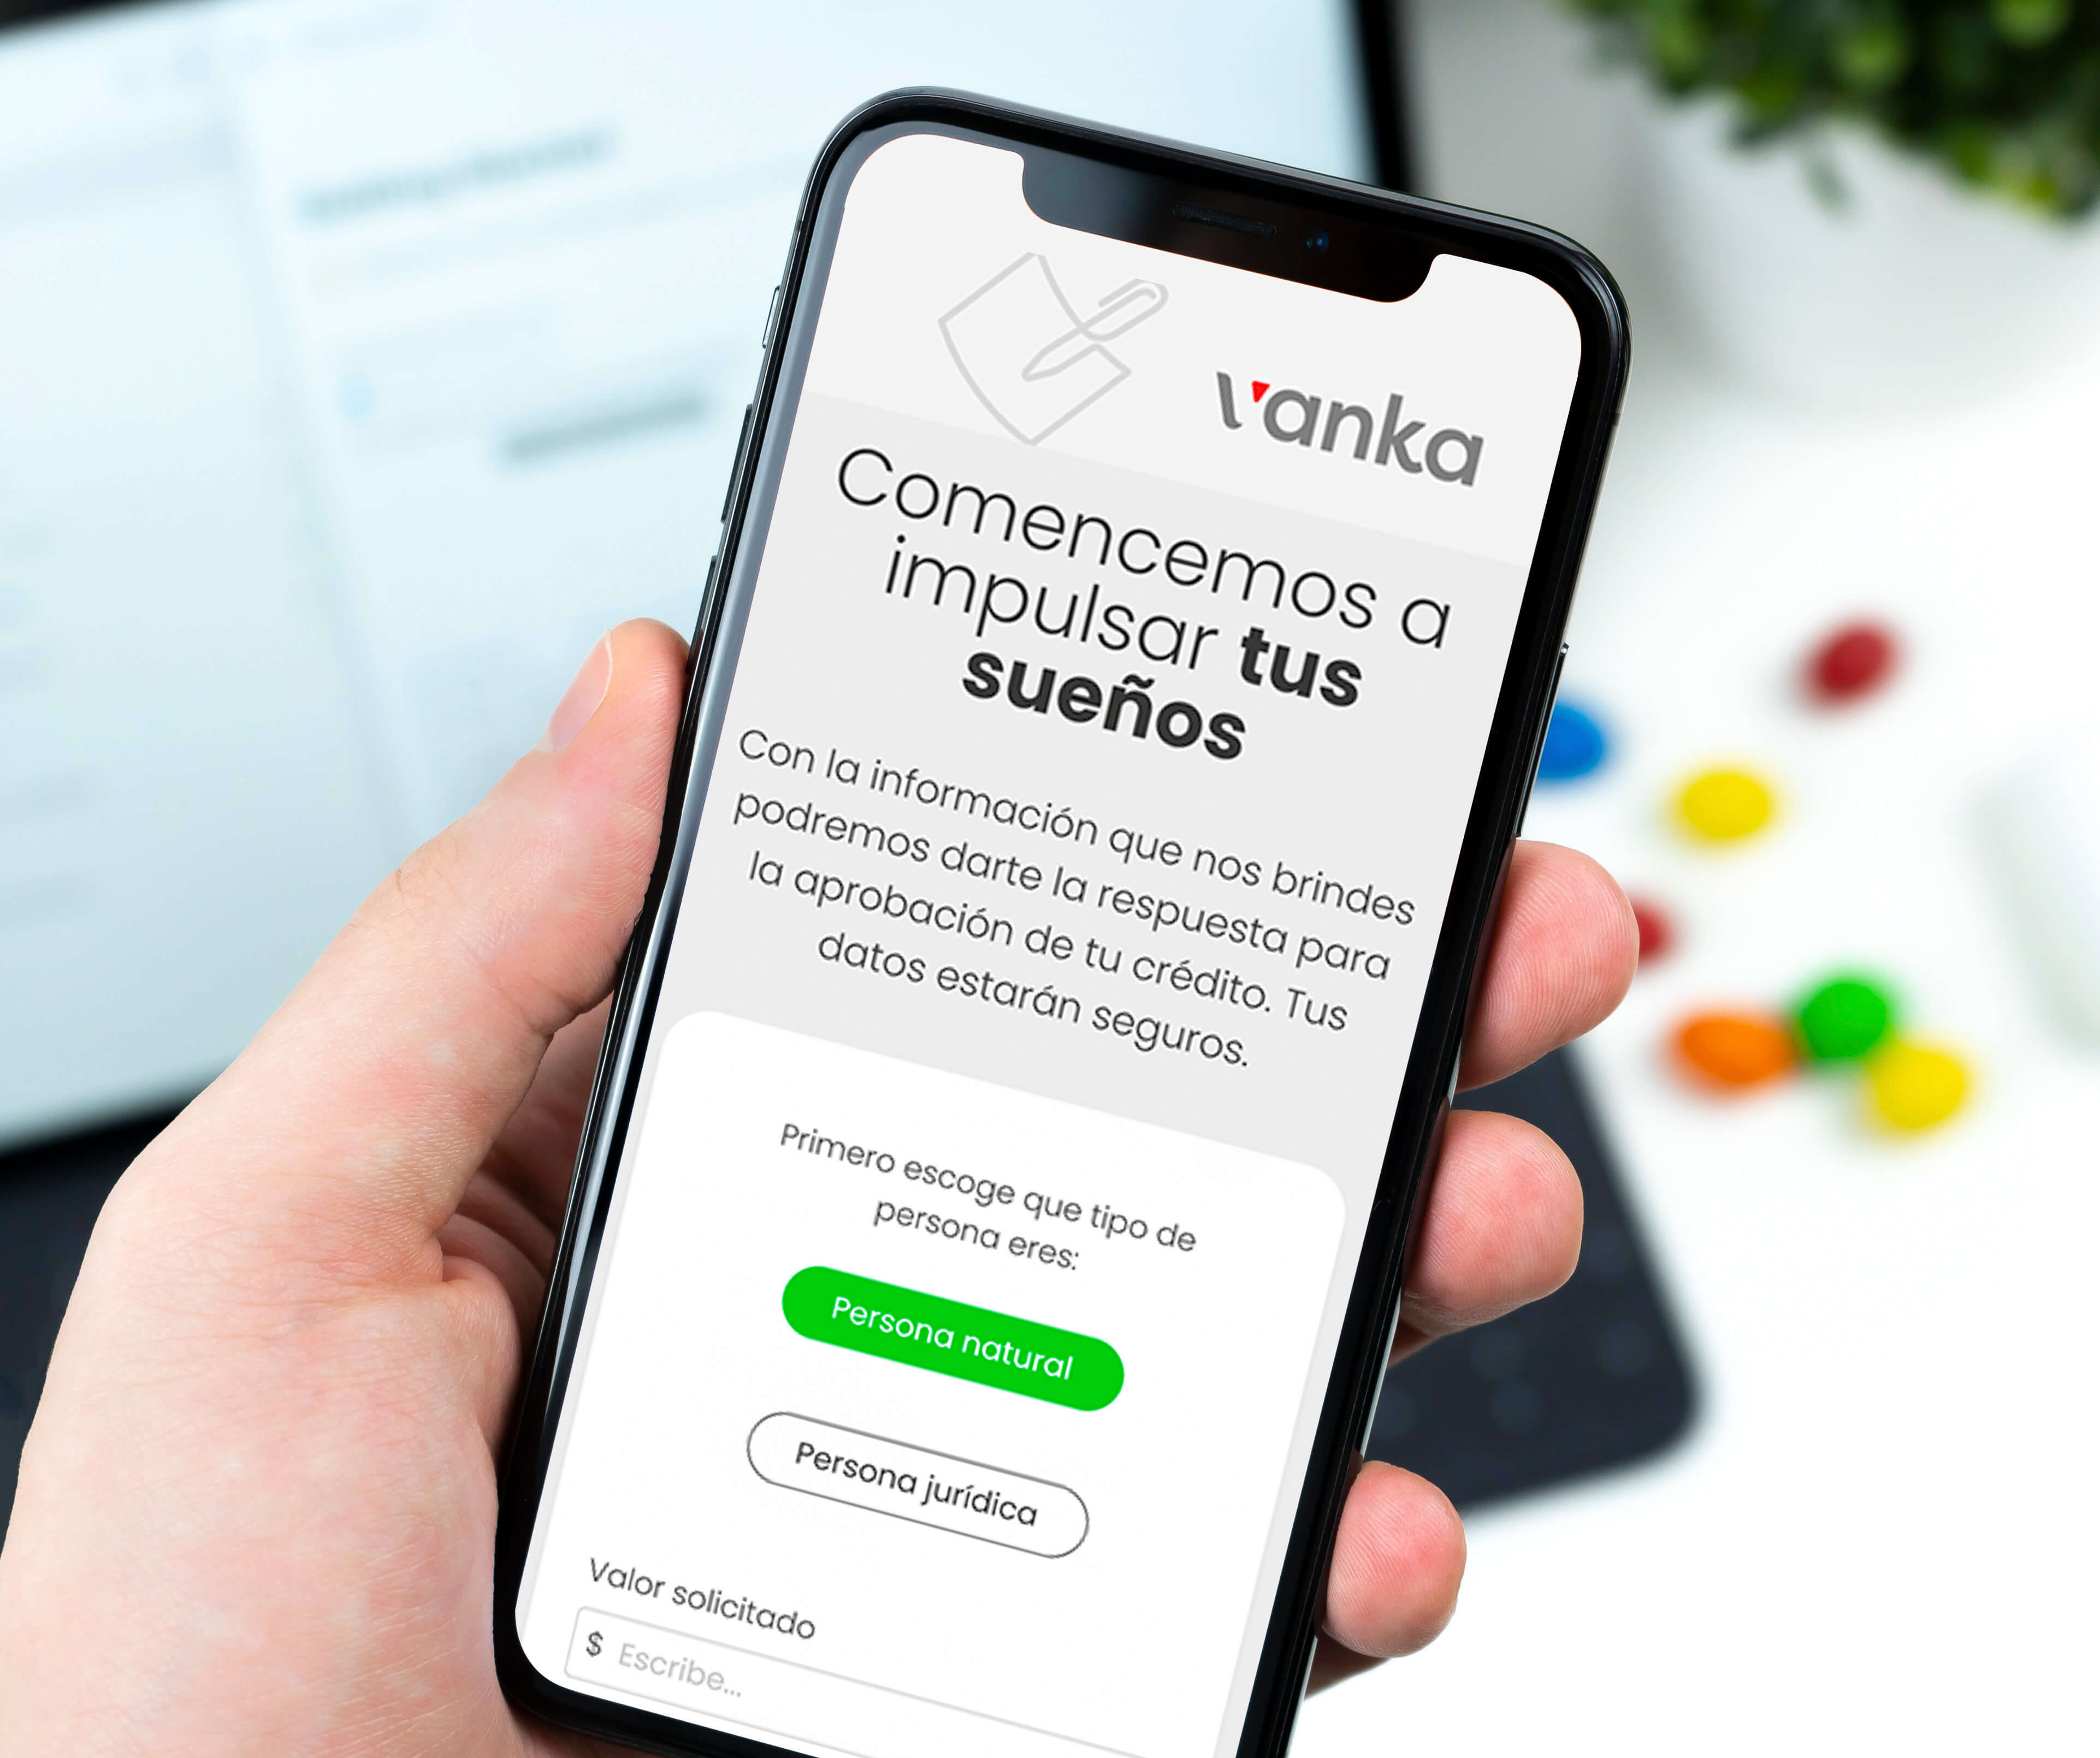 vanka
Comencemos a
impulsar tus
sueños
Con la información que nos brindes
podremos darte la respuesta para
la aprobación de tu crédito. Tus
datos estarán seguros.
Primero escoge que tipo de
persona eres:
Persona natural
Persona jurídica
Valor solicitado
$ Escribe...